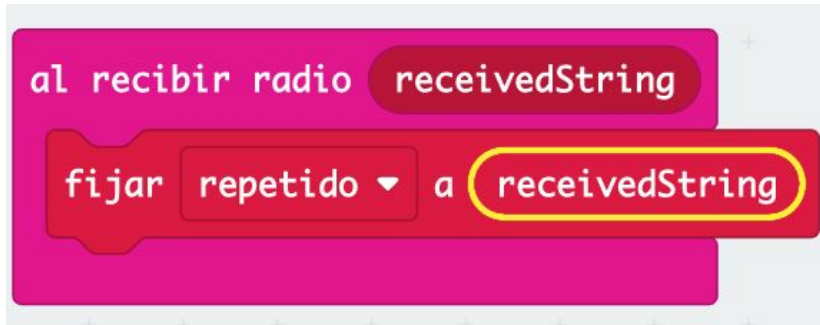 al recibir radio receivedString
fijar repetido a receivedString